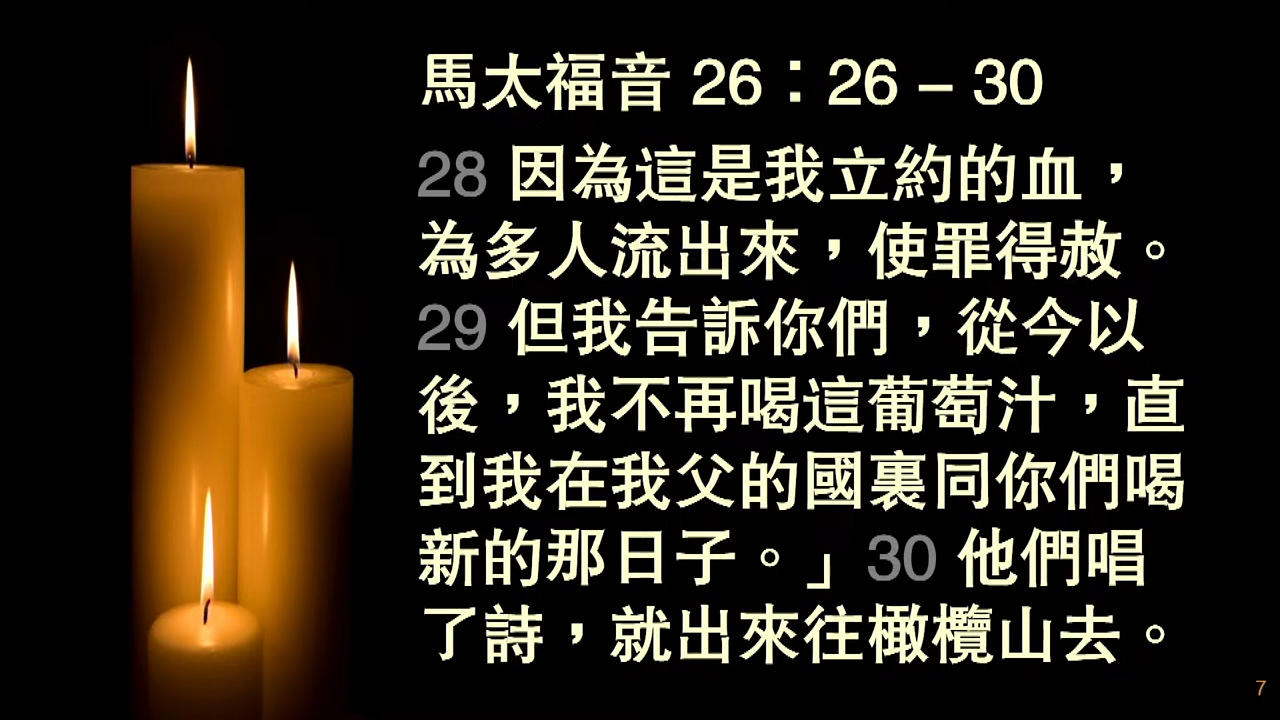 馬太福音 26：26 – 30
28 因為這是我立約的血，
為多人流出來，使罪得赦。
29 但我告訴你們，從今以
後，我不再喝這葡萄汁，直
到我在我父的國裏同你們喝
新的那日子。」30 他們唱
了詩，就出來往橄欖山去。
7